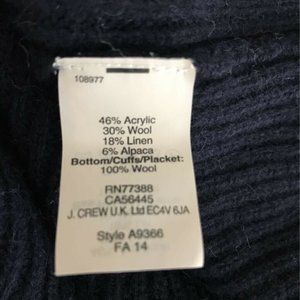 108977
46% Acrylic
30% Wool
18% Linen
6% Alpaca
Bottom/Cuffs/Placket:
100% Wool
RN77388
CA56445
J. CREW U.K. Ltd EC4V 6JA
Style A9366
FA 14